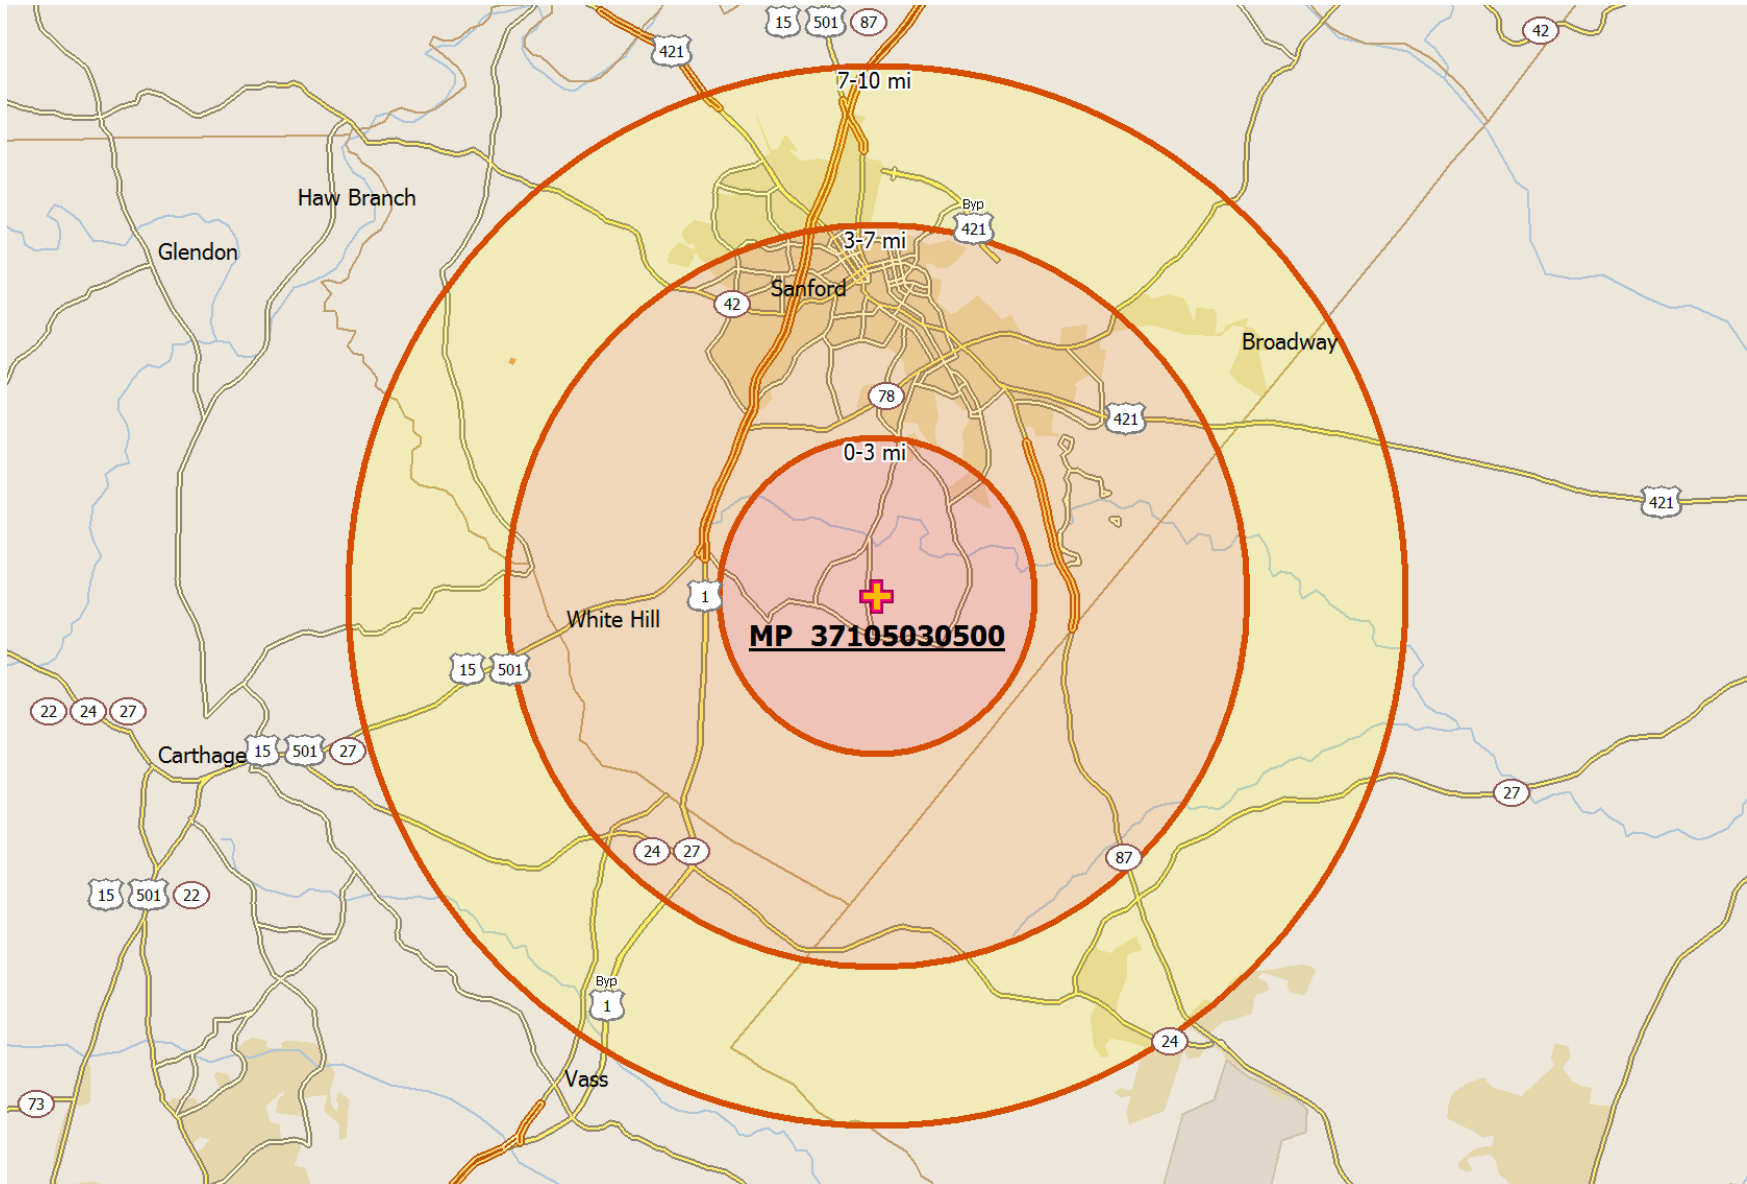 15 501 87
42
421
7-10 mi
Haw Branch
Byp
421
3-7 mi
Glendon
Sanford
42
Broadway
78
421
0-3 mi
421
1
White Hill
MP 37105030500
15 501
22 24 27
Carthage 15 501 27
27
24 27
87
15 501 22
Byp
1
24
Vass
73